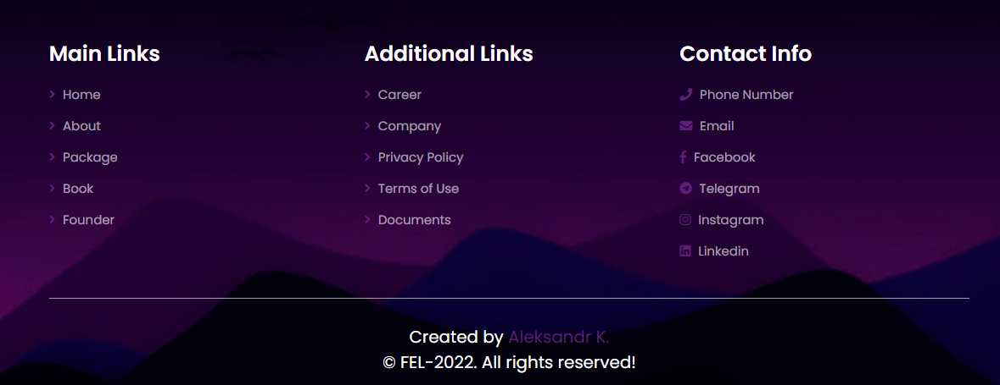 Main Links
Home
About
Package
Book
Founder
Additional Links
Career
Company
Privacy Policy
Terms of Use
Documents
Contact Info
Phone Number
Email
Facebook
Telegram
Instagram
Linkedin
Created by Aleksandr K.
© FEL-2022. All rights reserved!